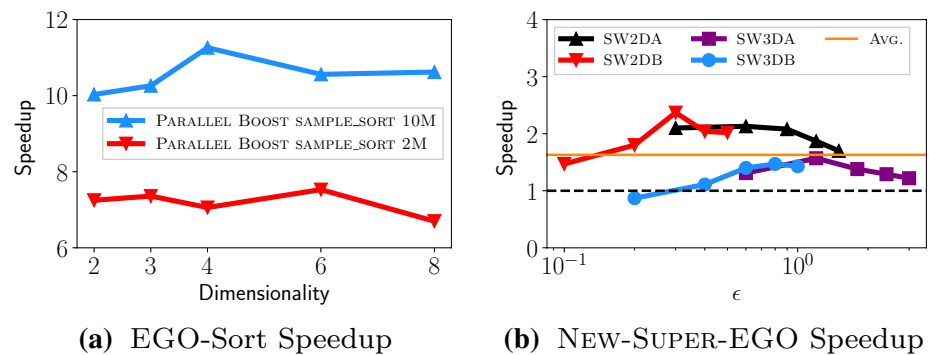 12
10
8
6
Speedup
PARALLEL BOOST SAMPLE_SORT 10M
PARALLEL BOOST SAMPLE_SORT 2M
2 3 4 6 8
Dimensionality
(a) EGO-Sort Speedup
4
3
2
1
0
Speedup
SW2DA SW3DA AVG.
SW2DB SW3DB
10⁻¹ 10⁰
ϵ
(b) NEW-SUPER-EGO Speedup